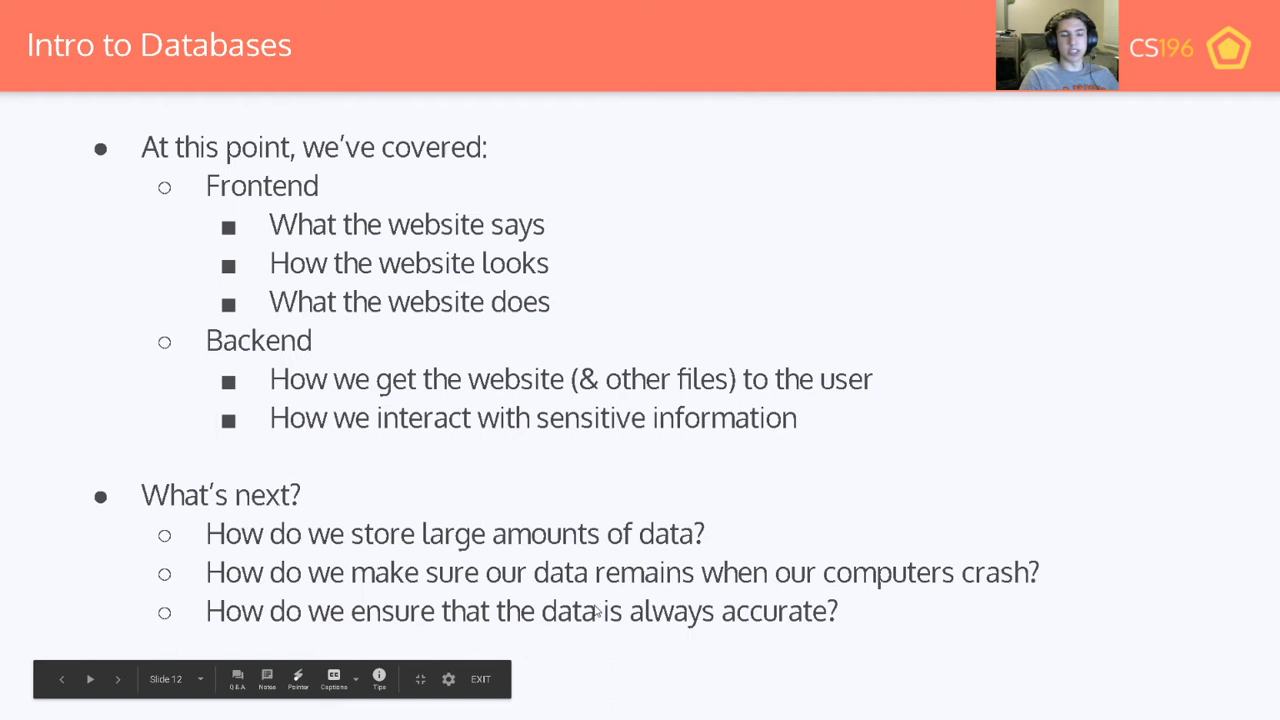 Intro to Databases
CS196
At this point, we've covered:
Frontend
What the website says
How the website looks
What the website does
Backend
How we get the website (& other files) to the user
How we interact with sensitive information
What's next?
How do we store large amounts of data?
How do we make sure our data remains when our computers crash?
How do we ensure that the data is always accurate?
Slide 12
Q&A Notes Pointer Captions Tips EXIT